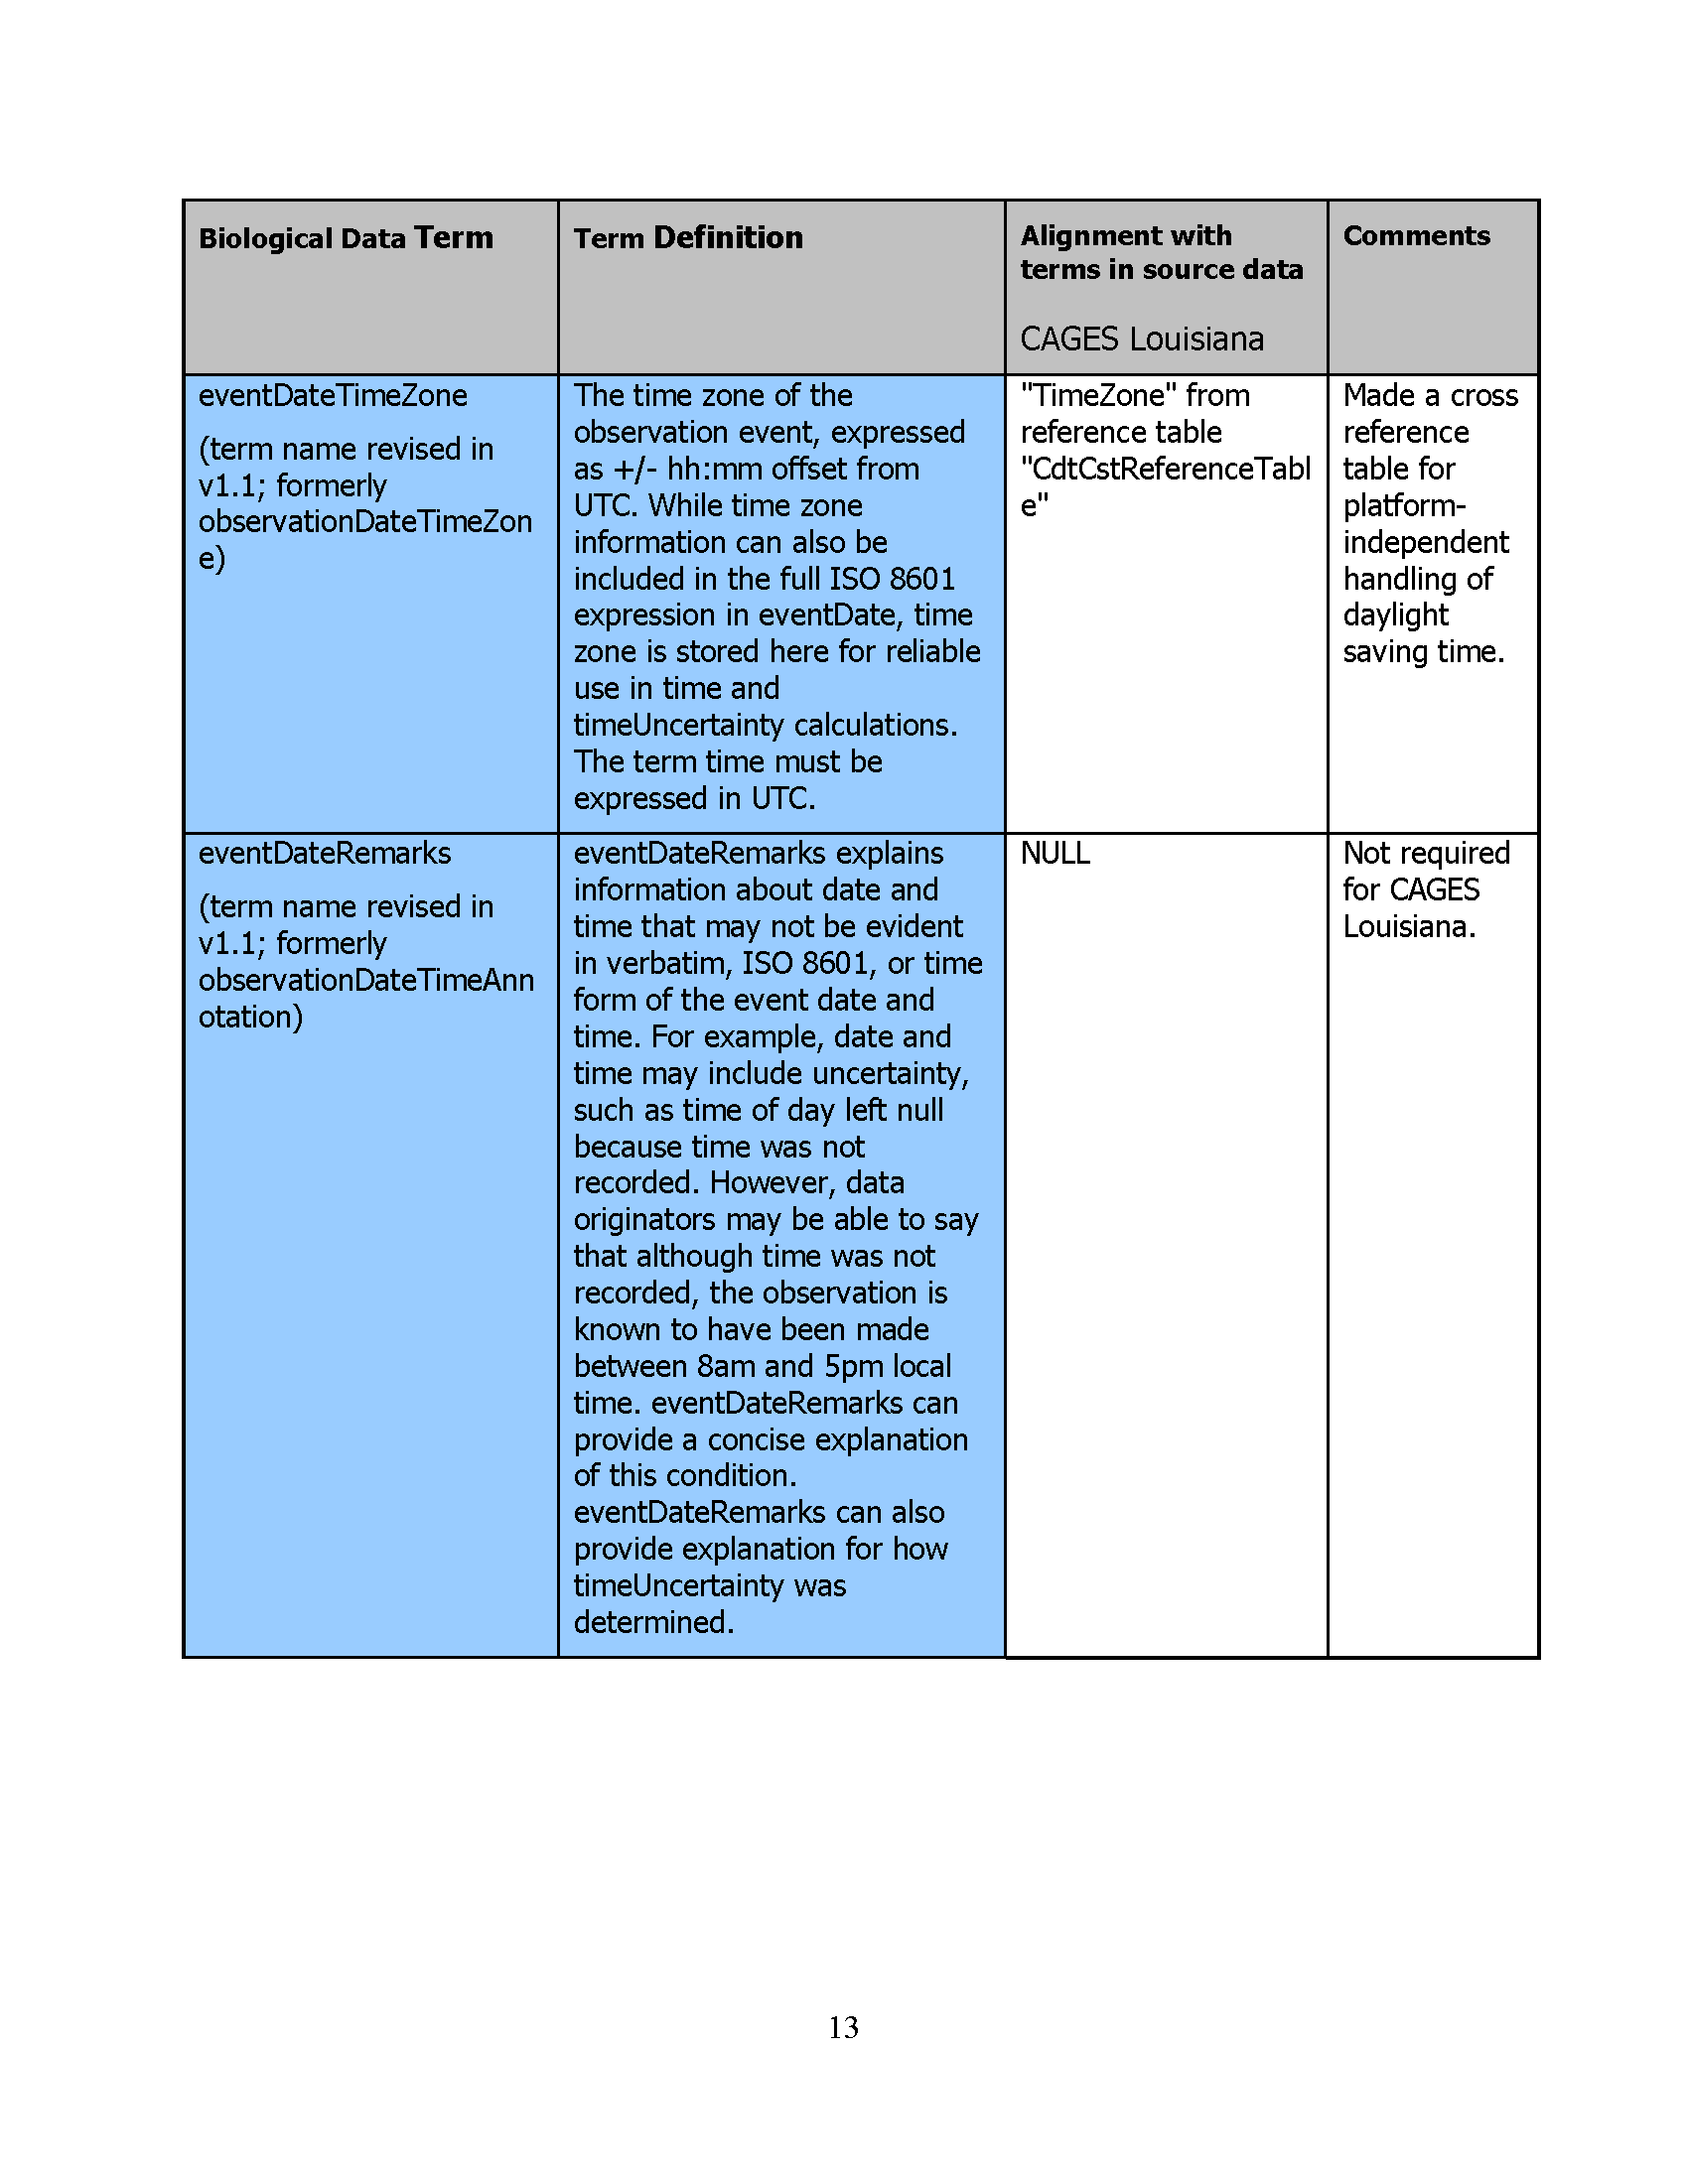 Biological Data Term
Term Definition
Alignment with
terms in source data
CAGES Louisiana
Comments
eventDateTimeZone
(term name revised in
v1.1; formerly
observationDateTimeZon
e)
The time zone of the
observation event, expressed
as +/- hh:mm offset from
UTC. While time zone
information can also be
included in the full ISO 8601
expression in eventDate, time
zone is stored here for reliable
use in time and
timeUncertainty calculations.
The term time must be
expressed in UTC.
"TimeZone" from
reference table
"CdtCstReferenceTabl
e"
Made a cross
reference
table for
platform-
independent
handling of
daylight
saving time.
eventDateRemarks
(term name revised in
v1.1; formerly
observationDateTimeAnn
otation)
eventDateRemarks explains
information about date and
time that may not be evident
in verbatim, ISO 8601, or time
form of the event date and
time. For example, date and
time may include uncertainty,
such as time of day left null
because time was not
recorded. However, data
originators may be able to say
that although time was not
recorded, the observation is
known to have been made
between 8am and 5pm local
time. eventDateRemarks can
provide a concise explanation
of this condition.
eventDateRemarks can also
provide explanation for how
timeUncertainty was
determined.
NULL
Not required
for CAGES
Louisiana.
13